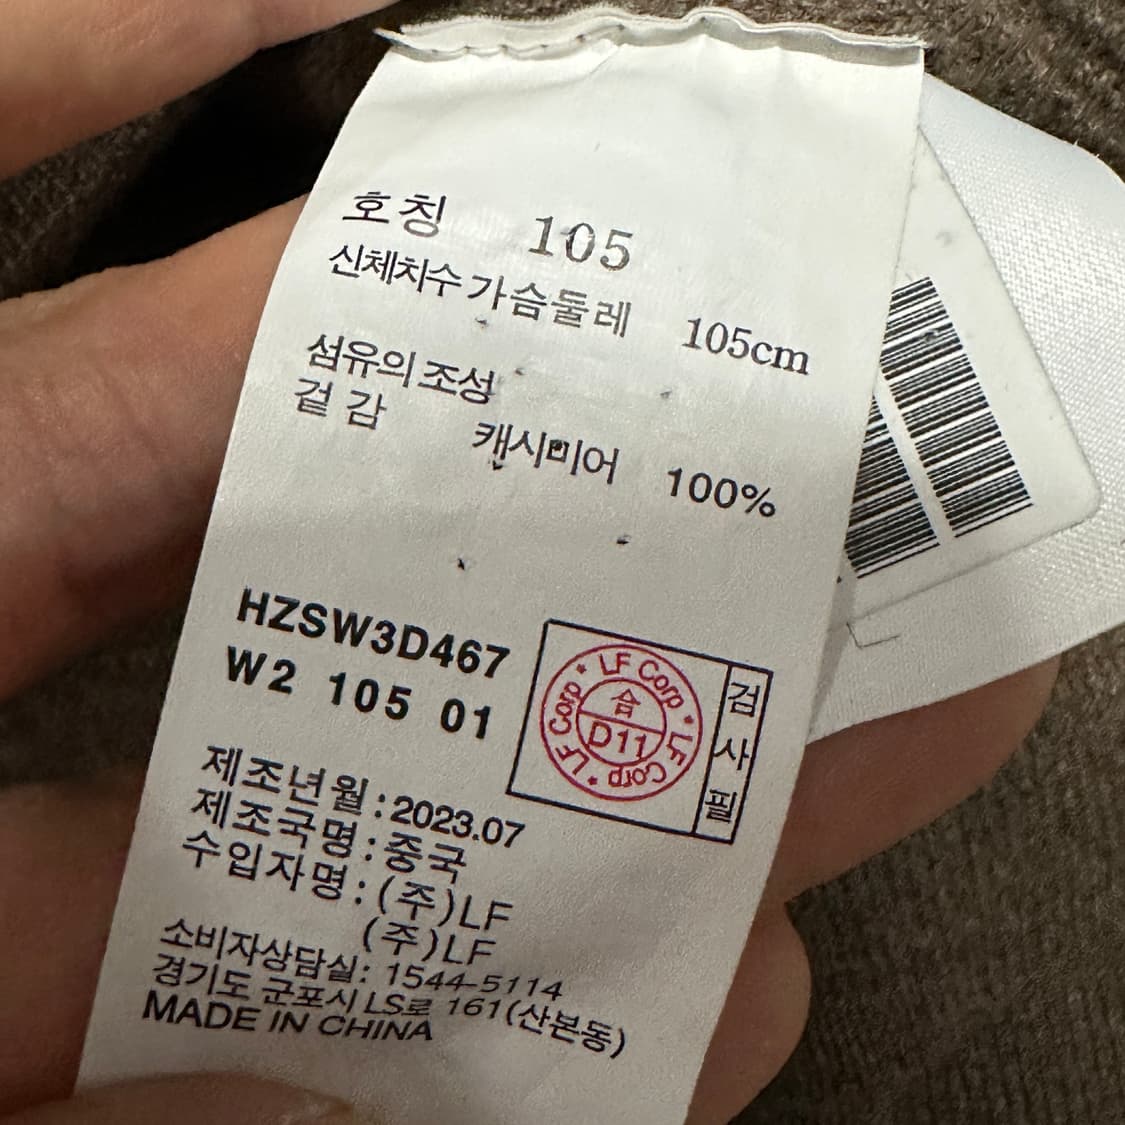 호칭 105
신체치수 가슴둘레 105cm
섬유의 조성
겉감 캐시미어 100%
HZSW3D467
W2 105 01
LF Corp * LF Corp * LF Corp *
合
D11
검사필
제조년월 : 2023.07
제조국명 : 중국
수입자명 : (주)LF
(주)LF
소비자상담실: 1544-5114
경기도 군포시 LS로 161(산본동)
MADE IN CHINA